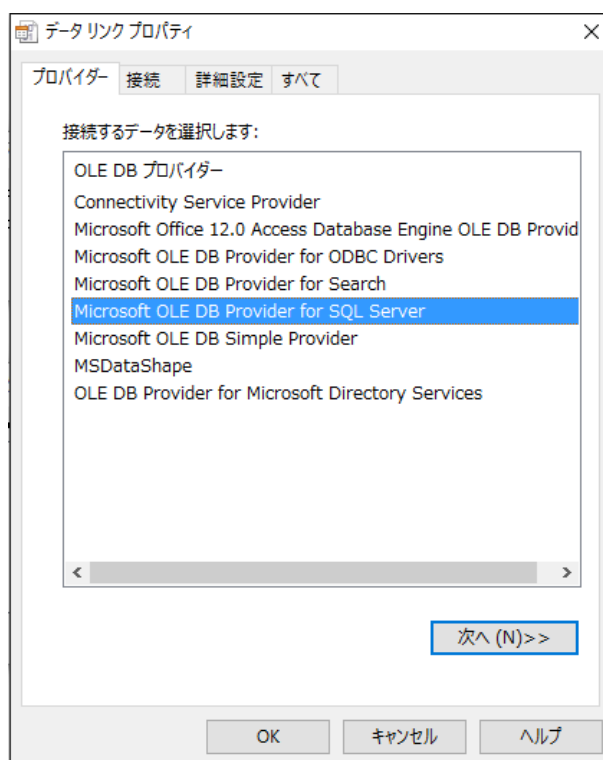 データ リンク プロパティ
プロバイダー 接続 詳細設定 すべて
接続するデータを選択します:
OLE DB プロバイダー
Connectivity Service Provider
Microsoft Office 12.0 Access Database Engine OLE DB Provid
Microsoft OLE DB Provider for ODBC Drivers
Microsoft OLE DB Provider for Search
Microsoft OLE DB Provider for SQL Server
Microsoft OLE DB Simple Provider
MSDataShape
OLE DB Provider for Microsoft Directory Services
次へ (N)>>
OK キャンセル ヘルプ